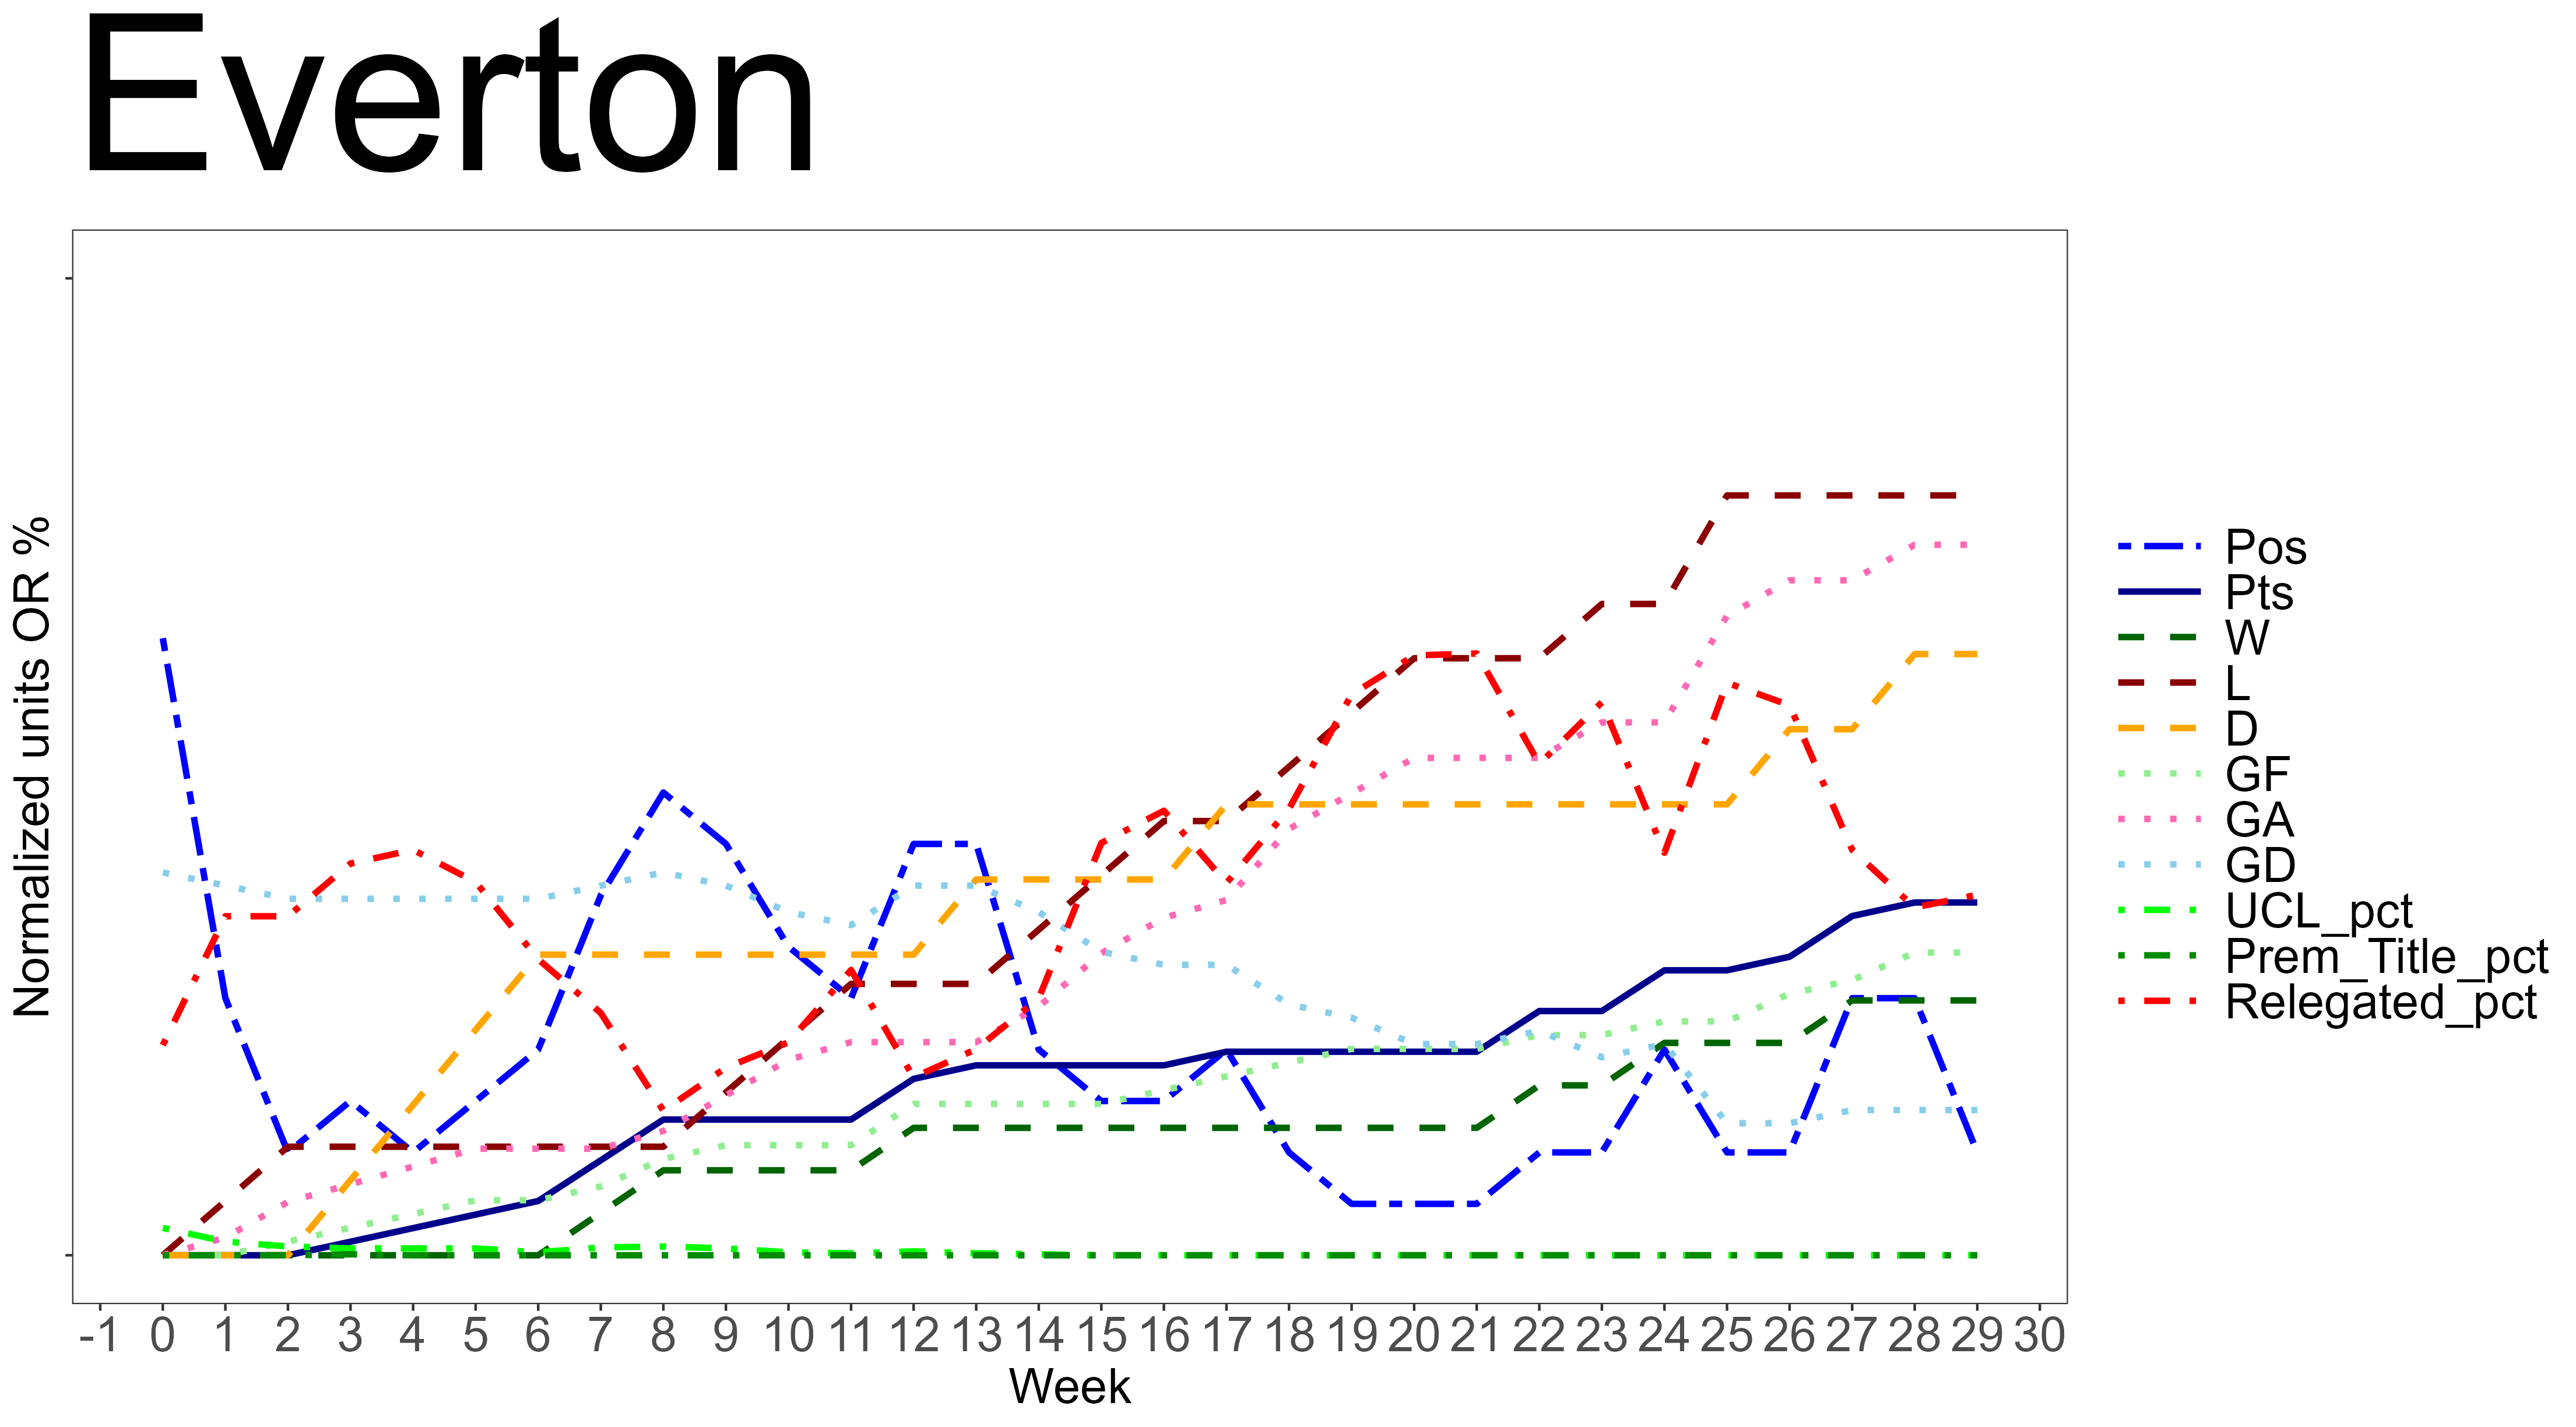 Everton
Normalized units OR %
-1 0 1 2 3 4 5 6 7 8 9 10 11 12 13 14 15 16 17 18 19 20 21 22 23 24 25 26 27 28 29 30
Week
Pos
Pts
W
L
D
GF
GA
GD
UCL_pct
Prem_Title_pct
Relegated_pct